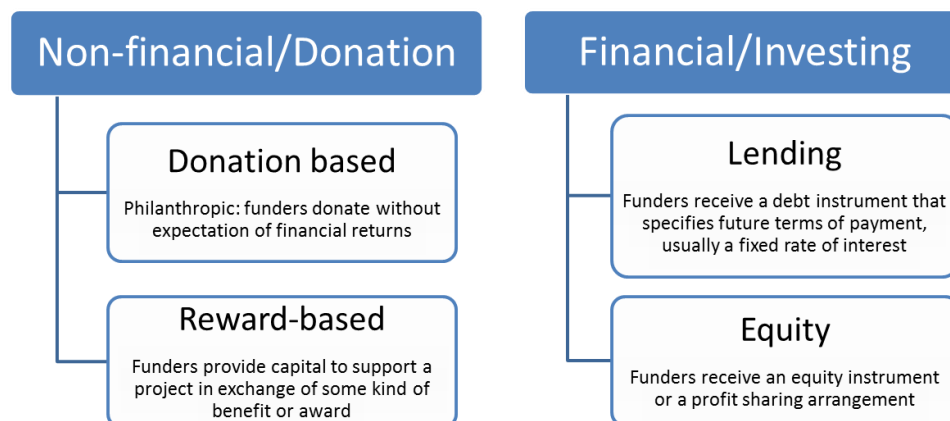 Non-financial/Donation
Donation based
Philanthropic: funders donate without
expectation of financial returns
Reward-based
Funders provide capital to support a
project in exchange of some kind of
benefit or award
Financial/Investing
Lending
Funders receive a debt instrument that
specifies future terms of payment,
usually a fixed rate of interest
Equity
Funders receive an equity instrument
or a profit sharing arrangement